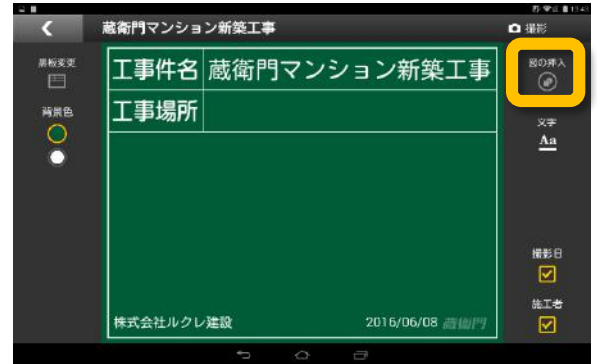 13:43
蔵衛門マンション新築工事
撮影
黒板変更
背景色
工事件名 蔵衛門マンション新築工事
工事場所
図の挿入
文字
Aa
撮影日
施工者
株式会社ルクレ建設 2016/06/08 蔵衛門